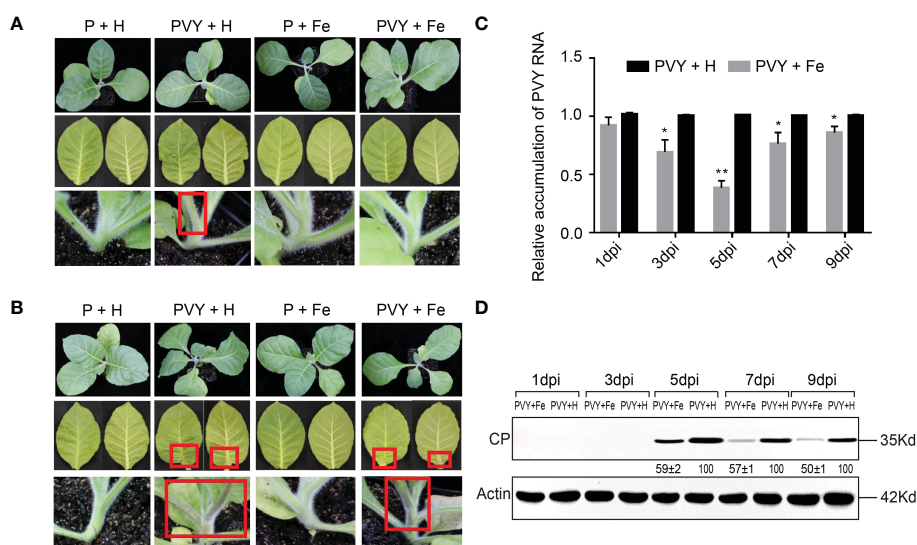 A
P + H PVY + H P + Fe PVY + Fe
B
P + H PVY + H P + Fe PVY + Fe
C
Relative accumulation of PVY RNA
1.5
1.0
0.5
0.0
PVY + H PVY + Fe
* ** * *
1dpi 3dpi 5dpi 7dpi 9dpi
D
1dpi 3dpi 5dpi 7dpi 9dpi
PVY+Fe PVY+H PVY+Fe PVY+H PVY+Fe PVY+H PVY+Fe PVY+H PVY+Fe PVY+H
CP 35Kd
59±2 100 57±1 100 50±1 100
Actin 42Kd